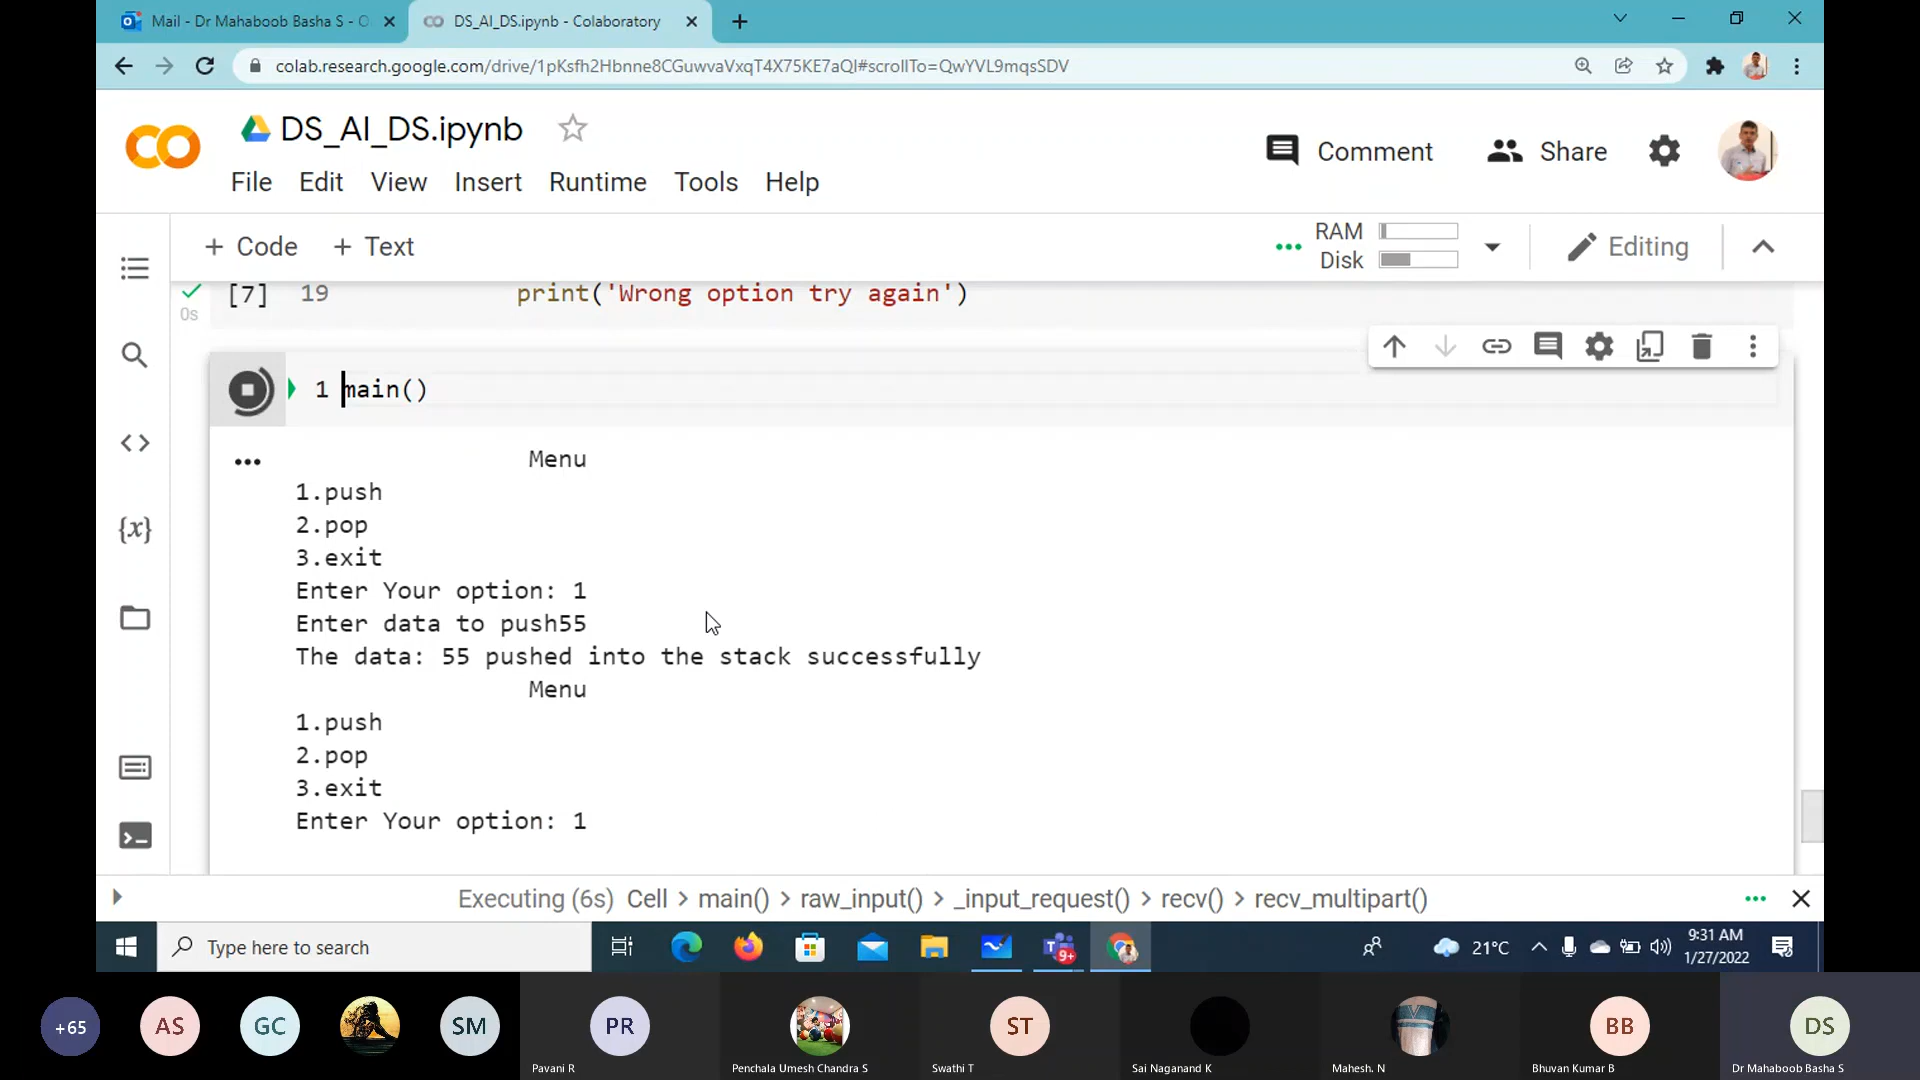 Mail - Dr Mahaboob Basha S - O
DS_AI_DS.ipynb - Colaboratory
colab.research.google.com/drive/1pKsfh2Hbnne8CGuwvaVxqT4X75KE7aQI#scrollTo=QwYVL9mqsSDV
DS_AI_DS.ipynb
Comment
Share
File Edit View Insert Runtime Tools Help
+ Code + Text
RAM
Disk
Editing
[7] 19 print('Wrong option try again')
0s
1 main()
Menu
1.push
2.pop
3.exit
Enter Your option: 1
Enter data to push55
The data: 55 pushed into the stack successfully
Menu
1.push
2.pop
3.exit
Enter Your option: 1
Executing (6s) Cell > main() > raw_input() > _input_request() > recv() > recv_multipart()
Type here to search
9+
21°C
9:31 AM
1/27/2022
+65
AS
GC
SM
PR
ST
BB
DS
Pavani R
Penchala Umesh Chandra S
Swathi T
Sai Naganand K
Mahesh. N
Bhuvan Kumar B
Dr Mahaboob Basha S